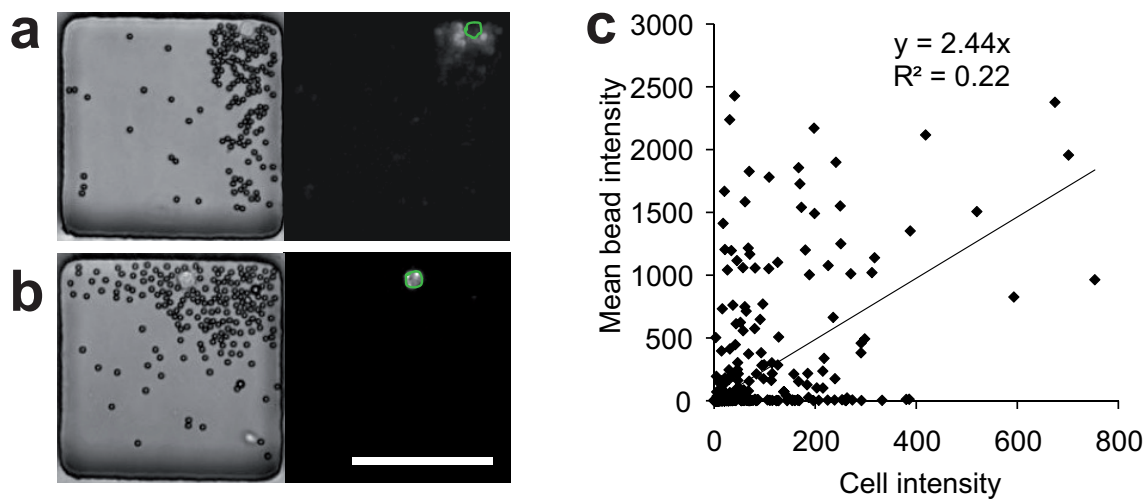 a
b
c
y = 2.44x
R² = 0.22
Mean bead intensity
3000
2500
2000
1500
1000
500
0
0 200 400 600 800
Cell intensity